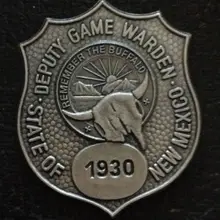 DEPUTY GAME WARDEN
REMEMBER THE BUFFALO
STATE OF
NEW MEXICO
1930